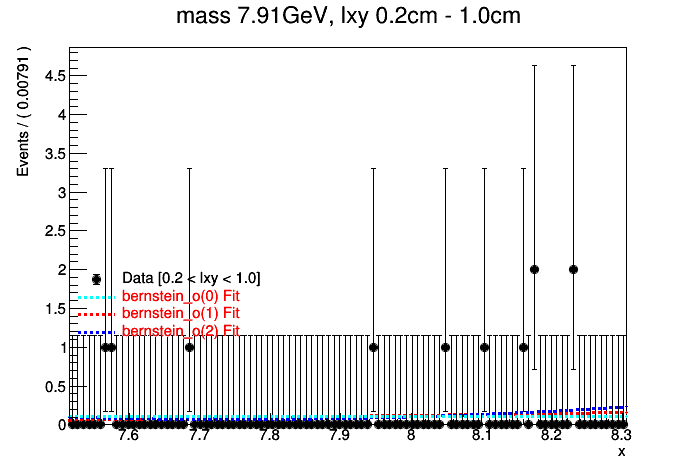 mass 7.91GeV, lxy 0.2cm - 1.0cm
Events / ( 0.00791 )
4.5
4
3.5
3
2.5
2
1.5
1
0.5
0
Data [0.2 < lxy < 1.0]
bernstein_o(0) Fit
bernstein_o(1) Fit
bernstein_o(2) Fit
7.6 7.7 7.8 7.9 8 8.1 8.2 8.3
x